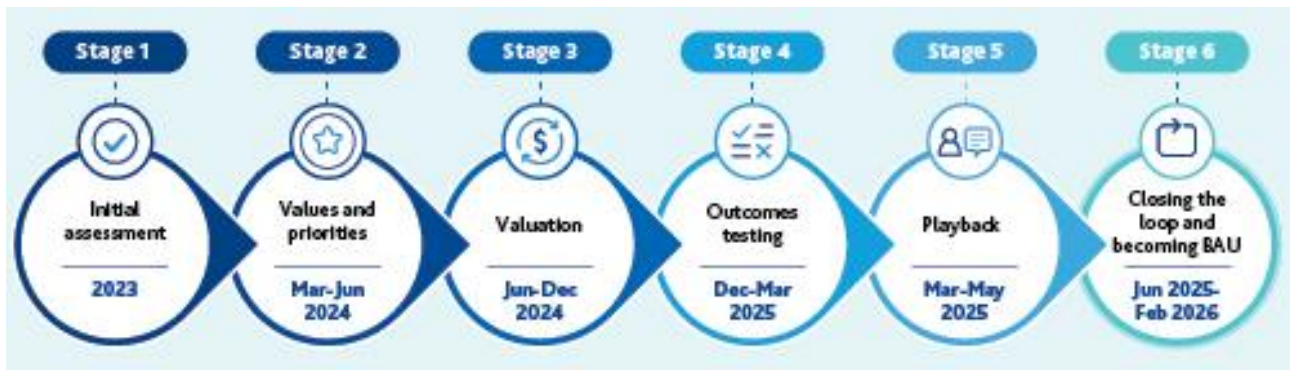 Stage 1
Stage 2
Stage 3
Stage 4
Stage 5
Stage 6
Initial
assessment
2023
Values and
priorities
Mar-Jun
2024
Valuation
Jun-Dec
2024
Outcomes
testing
Dec-Mar
2025
Playback
Mar-May
2025
Closing the
loop and
becoming BAU
Jun 2025-
Feb 2026